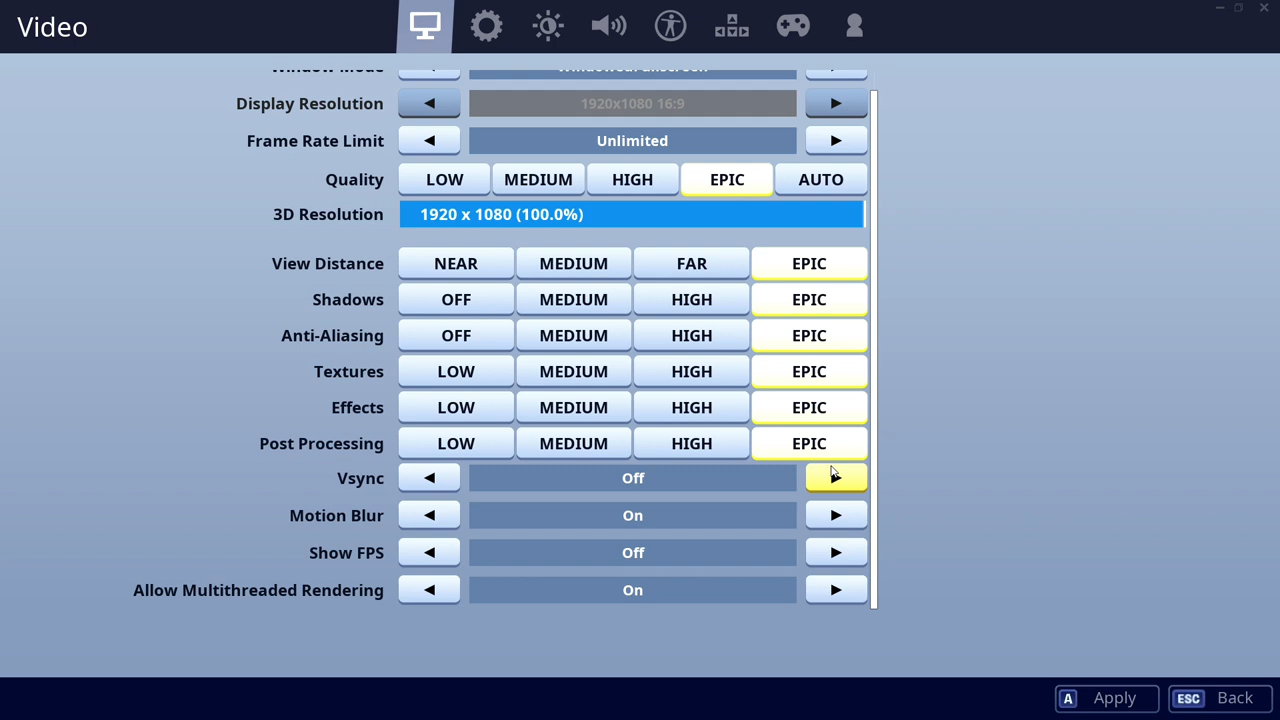 Video
Window Mode
Display Resolution 1920x1080 16:9
Frame Rate Limit Unlimited
Quality LOW MEDIUM HIGH EPIC AUTO
3D Resolution 1920 x 1080 (100.0%)
View Distance NEAR MEDIUM FAR EPIC
Shadows OFF MEDIUM HIGH EPIC
Anti-Aliasing OFF MEDIUM HIGH EPIC
Textures LOW MEDIUM HIGH EPIC
Effects LOW MEDIUM HIGH EPIC
Post Processing LOW MEDIUM HIGH EPIC
Vsync Off
Motion Blur On
Show FPS Off
Allow Multithreaded Rendering On
A Apply ESC Back